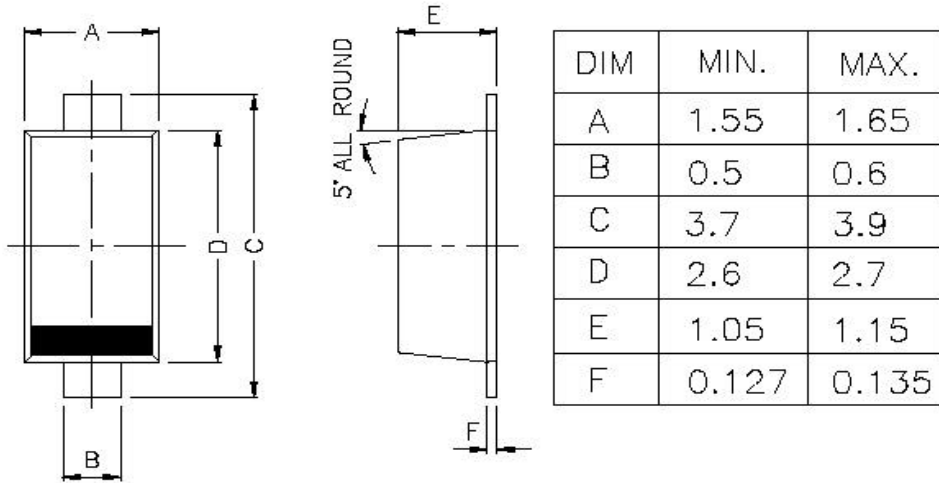 A
E
5° ALL ROUND
D
C
B
F
DIM MIN. MAX.
A 1.55 1.65
B 0.5 0.6
C 3.7 3.9
D 2.6 2.7
E 1.05 1.15
F 0.127 0.135